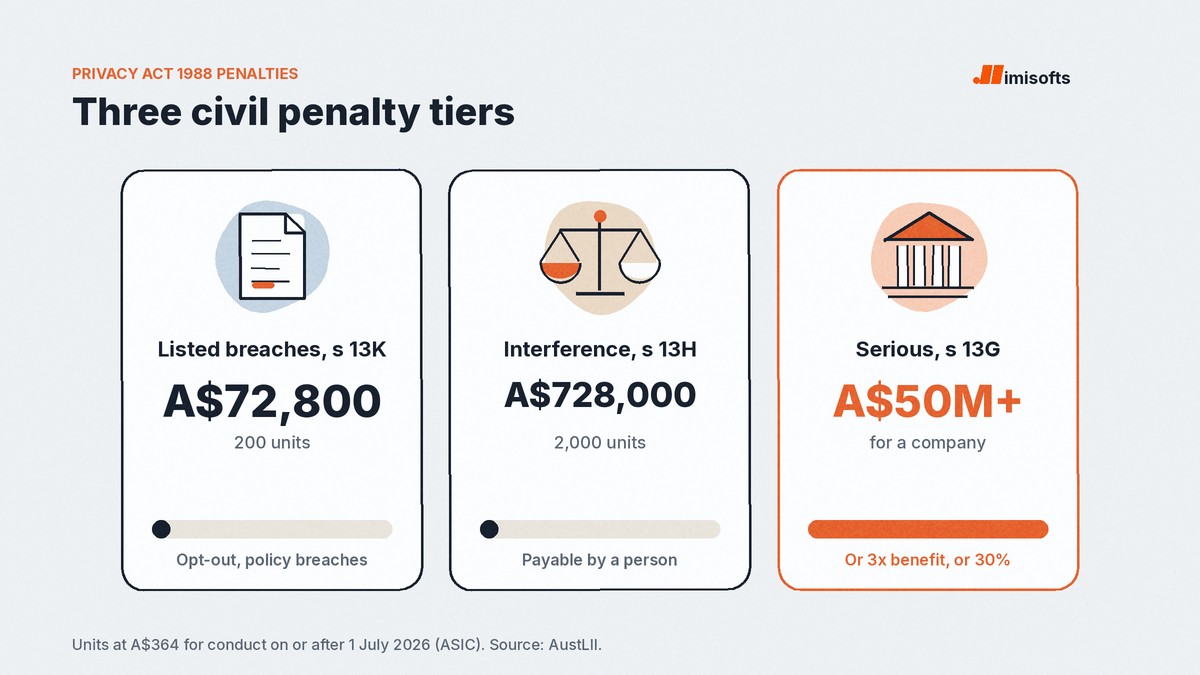 PRIVACY ACT 1988 PENALTIES
Three civil penalty tiers
imisofts
Listed breaches, s 13K
A$72,800
200 units
Opt-out, policy breaches
Interference, s 13H
A$728,000
2,000 units
Payable by a person
Serious, s 13G
A$50M+
for a company
Or 3x benefit, or 30%
Units at A$364 for conduct on or after 1 July 2026 (ASIC). Source: AustLII.